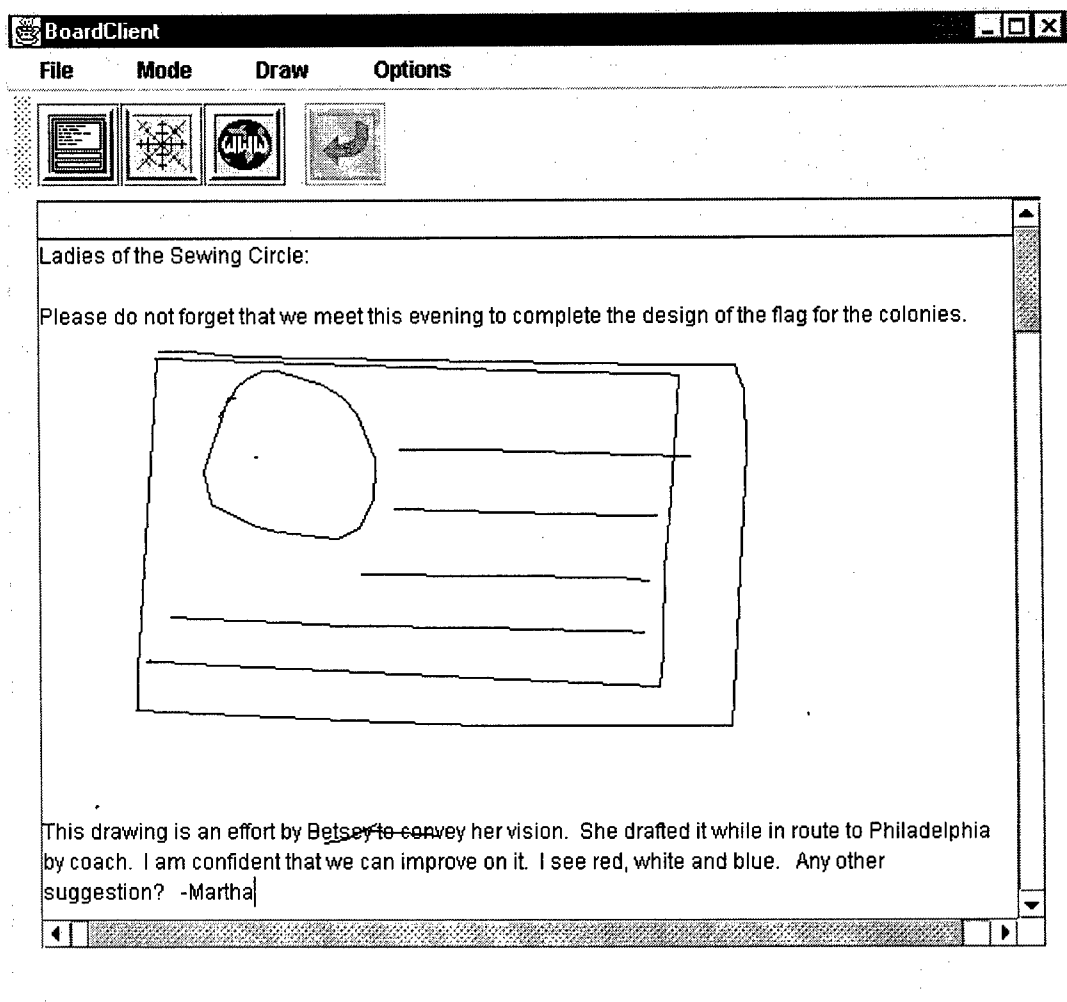 BoardClient
File Mode Draw Options
Ladies of the Sewing Circle:
Please do not forget that we meet this evening to complete the design of the flag for the colonies.
This drawing is an effort by Betsey to convey her vision. She drafted it while in route to Philadelphia
by coach. I am confident that we can improve on it. I see red, white and blue. Any other
suggestion? -Martha